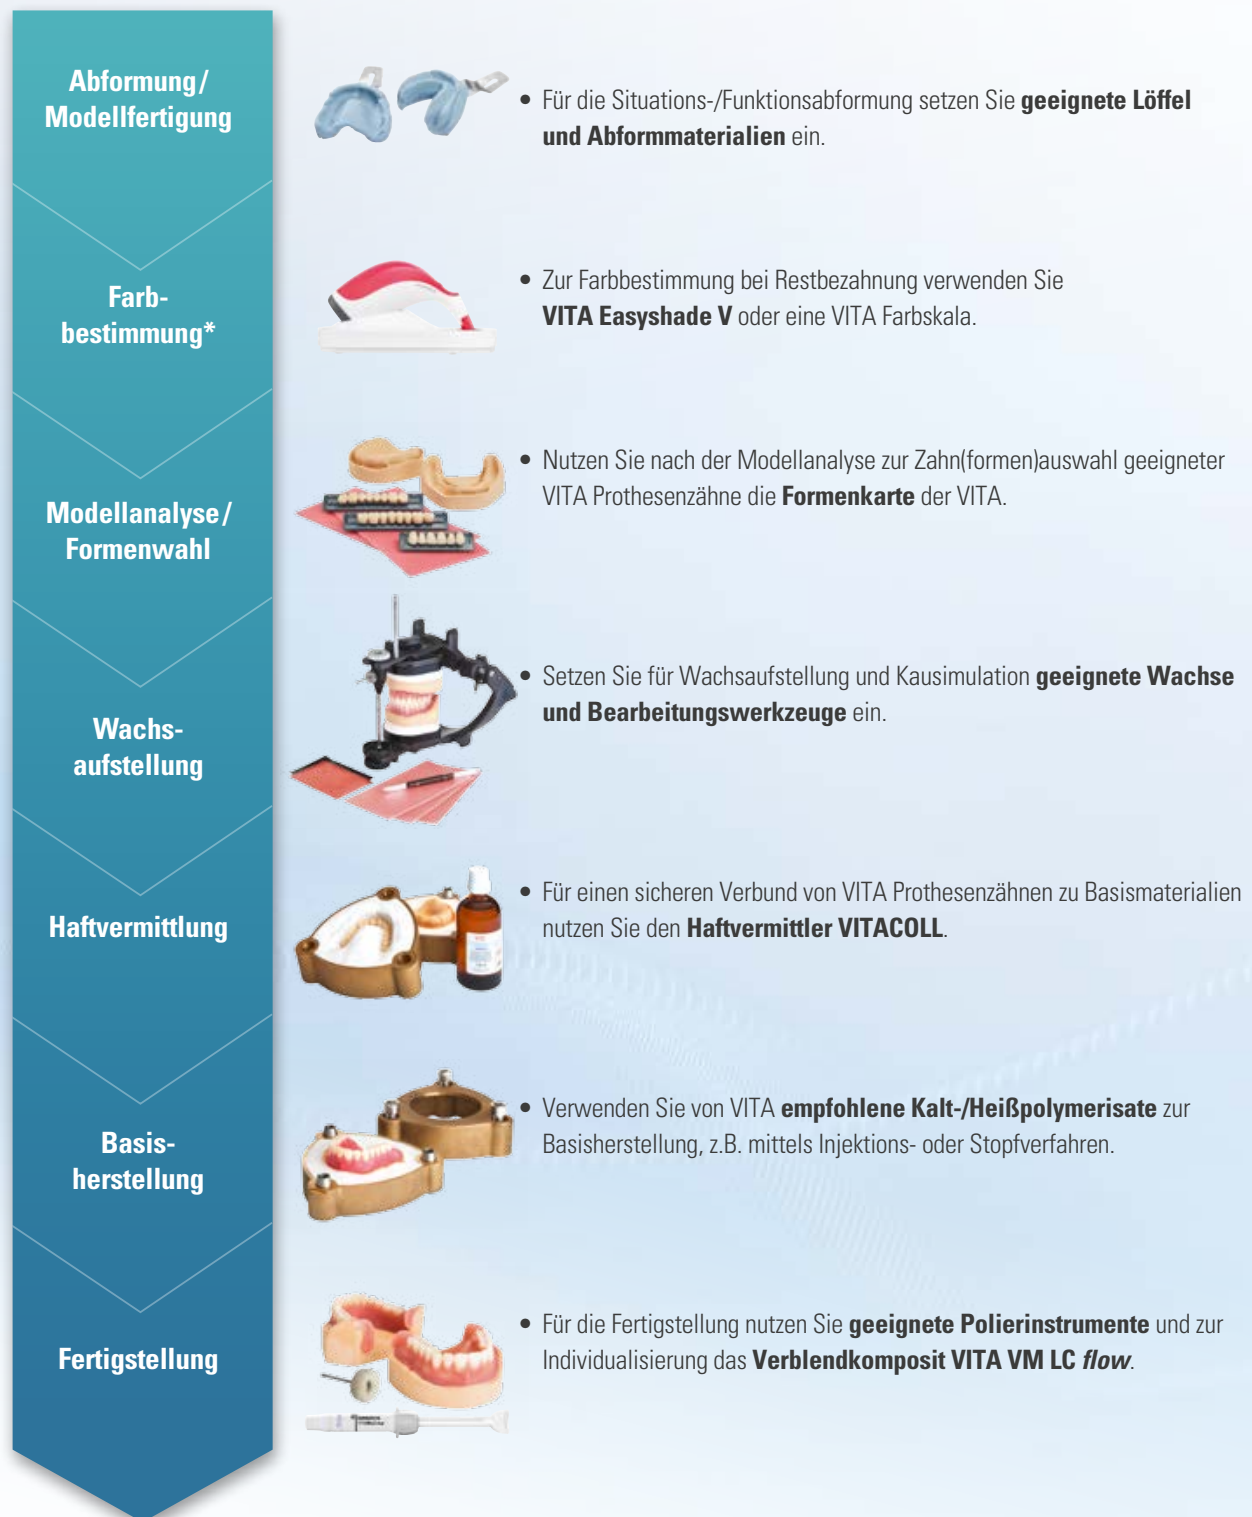 Abformung/
Modellfertigung
• Für die Situations-/Funktionsabformung setzen Sie geeignete Löffel
und Abformmaterialien ein.
Farb-
bestimmung*
• Zur Farbbestimmung bei Restbezahnung verwenden Sie
VITA Easyshade V oder eine VITA Farbskala.
Modellanalyse/
Formenwahl
• Nutzen Sie nach der Modellanalyse zur Zahn(formen)auswahl geeigneter
VITA Prothesenzähne die Formenkarte der VITA.
Wachs-
aufstellung
• Setzen Sie für Wachsaufstellung und Kausimulation geeignete Wachse
und Bearbeitungswerkzeuge ein.
Haftvermittlung
• Für einen sicheren Verbund von VITA Prothesenzähnen zu Basismaterialien
nutzen Sie den Haftvermittler VITACOLL.
Basis-
herstellung
• Verwenden Sie von VITA empfohlene Kalt-/Heißpolymerisate zur
Basisherstellung, z.B. mittels Injektions- oder Stopfverfahren.
Fertigstellung
• Für die Fertigstellung nutzen Sie geeignete Polierinstrumente und zur
Individualisierung das Verblendkomposit VITA VM LC flow.